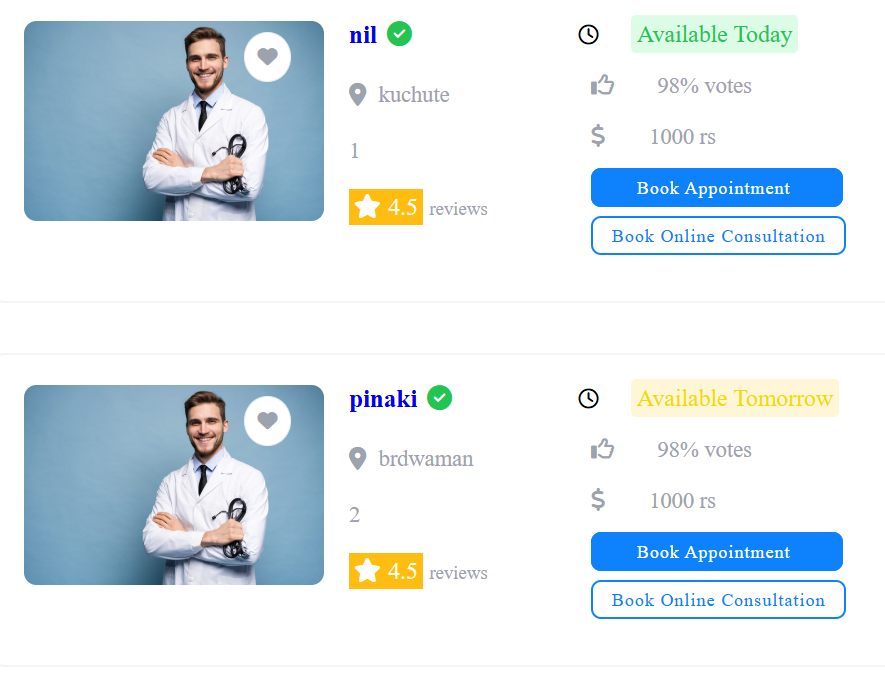 nil
Available Today
kuchute
98% votes
1
$ 1000 rs
4.5 reviews
Book Appointment
Book Online Consultation
pinaki
Available Tomorrow
brdwaman
98% votes
2
$ 1000 rs
4.5 reviews
Book Appointment
Book Online Consultation